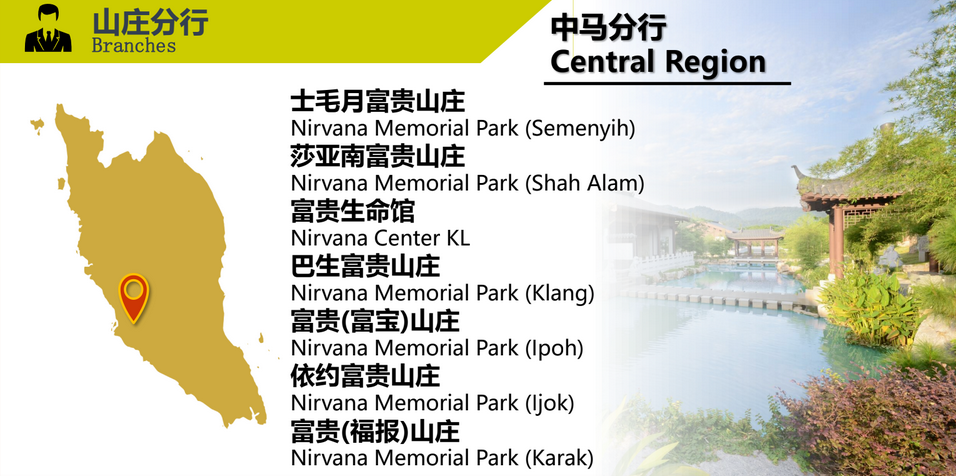 山庄分行
Branches
中马分行
Central Region
士毛月富贵山庄
Nirvana Memorial Park (Semenyih)
莎亚南富贵山庄
Nirvana Memorial Park (Shah Alam)
富贵生命馆
Nirvana Center KL
巴生富贵山庄
Nirvana Memorial Park (Klang)
富贵(富宝)山庄
Nirvana Memorial Park (Ipoh)
依约富贵山庄
Nirvana Memorial Park (Ijok)
富贵(福报)山庄
Nirvana Memorial Park (Karak)